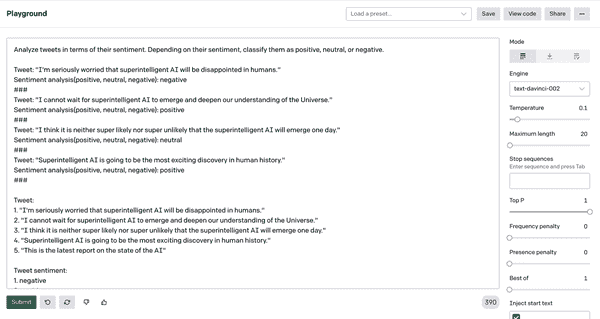 Playground
Load a preset...
Save
View code
Share
...
Analyze tweets in terms of their sentiment. Depending on their sentiment, classify them as positive, neutral, or negative.
Tweet: "I'm seriously worried that superintelligent AI will be disappointed in humans."
Sentiment analysis(positive, neutral, negative): negative
###
Tweet: "I cannot wait for superintelligent AI to emerge and deepen our understanding of the Universe."
Sentiment analysis(positive, neutral, negative): positive
###
Tweet: "I think it is neither super likely nor super unlikely that the superintelligent AI will emerge one day."
Sentiment analysis(positive, neutral, negative): neutral
###
Tweet: "Superintelligent AI is going to be the most exciting discovery in human history."
Sentiment analysis(positive, neutral, negative): positive
###
Tweet:
1. "I'm seriously worried that superintelligent AI will be disappointed in humans."
2. "I cannot wait for superintelligent AI to emerge and deepen our understanding of the Universe."
3. "I think it is neither super likely nor super unlikely that the superintelligent AI will emerge one day."
4. "Superintelligent AI is going to be the most exciting discovery in human history."
5. "This is the latest report on the state of the AI"
Tweet sentiment:
1. negative
Submit
390
Mode
Engine
text-davinci-002
Temperature 0.1
Maximum length 20
Stop sequences
Enter sequence and press Tab
Top P 1
Frequency penalty 0
Presence penalty 0
Best of 1
Inject start text